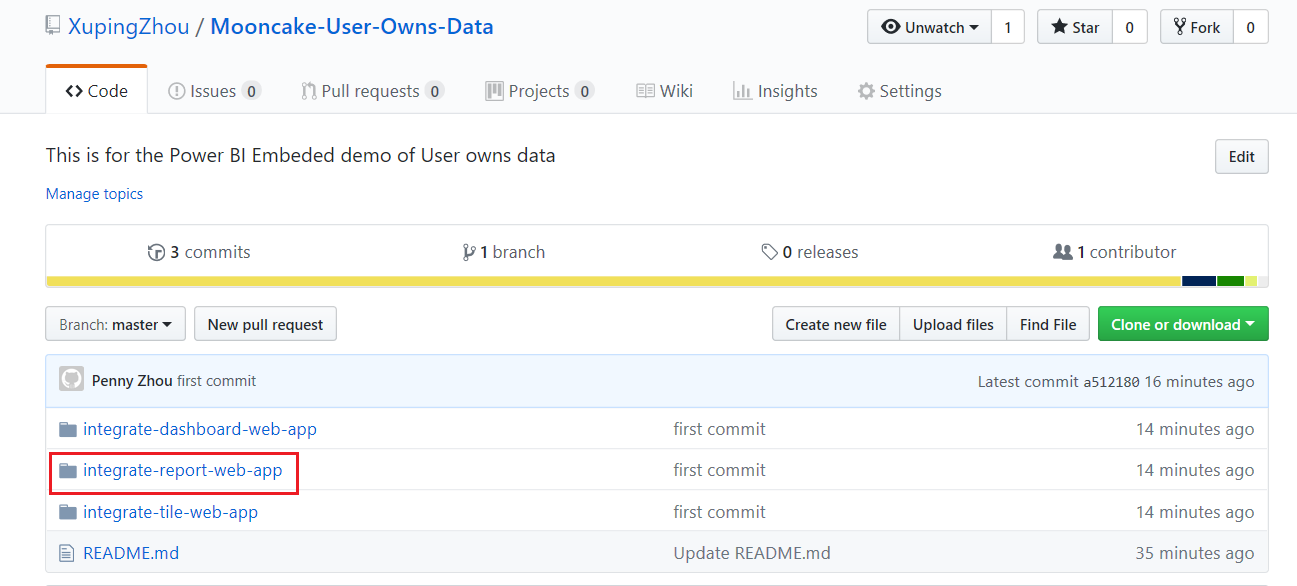 XupingZhou / Mooncake-User-Owns-Data
Unwatch 1 Star 0 Fork 0
Code Issues 0 Pull requests 0 Projects 0 Wiki Insights Settings
This is for the Power BI Embeded demo of User owns data
Edit
Manage topics
3 commits 1 branch 0 releases 1 contributor
Branch: master New pull request Create new file Upload files Find File Clone or download
Penny Zhou first commit Latest commit a512180 16 minutes ago
integrate-dashboard-web-app first commit 14 minutes ago
integrate-report-web-app first commit 14 minutes ago
integrate-tile-web-app first commit 14 minutes ago
README.md Update README.md 35 minutes ago